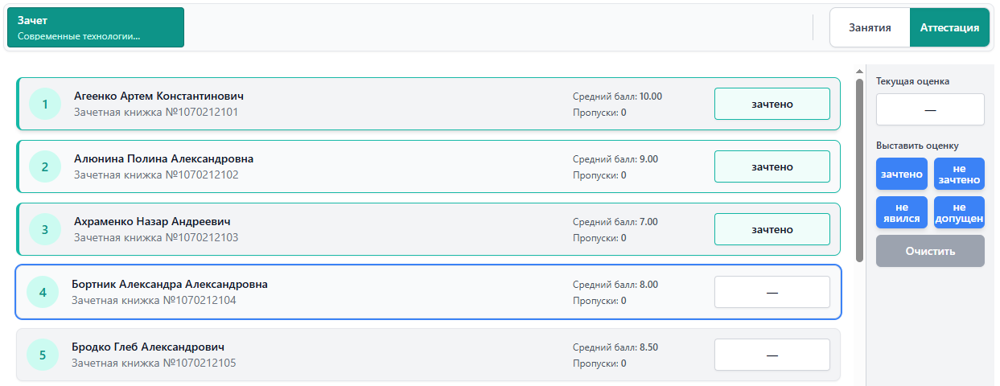 Зачет
Современные технологии...
Занятия
Аттестация
1
Агеенко Артем Константинович
Зачетная книжка №1070212101
Средний балл: 10.00
Пропуски: 0
зачтено
2
Алюнина Полина Александровна
Зачетная книжка №1070212102
Средний балл: 9.00
Пропуски: 0
зачтено
3
Ахраменко Назар Андреевич
Зачетная книжка №1070212103
Средний балл: 7.00
Пропуски: 0
зачтено
4
Бортник Александра Александровна
Зачетная книжка №1070212104
Средний балл: 8.00
Пропуски: 0
—
5
Бродко Глеб Александрович
Зачетная книжка №1070212105
Средний балл: 8.50
Пропуски: 0
—
Текущая оценка
—
Выставить оценку
зачтено
не
зачтено
не
явился
не
допущен
Очистить